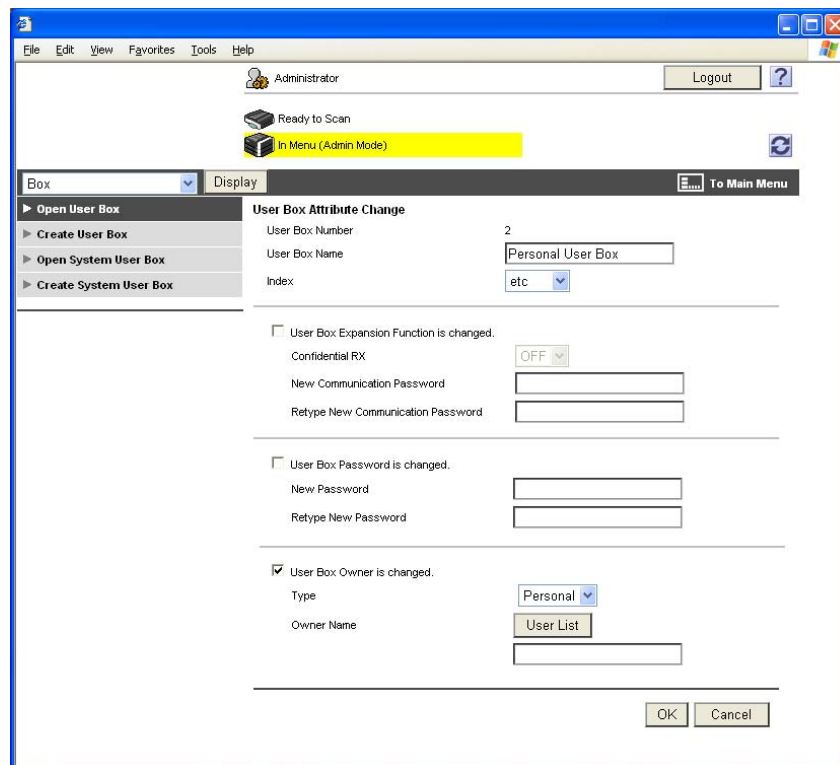 File Edit View Favorites Tools Help
Administrator Logout ?
Ready to Scan
In Menu (Admin Mode)
Box Display To Main Menu
Open User Box
Create User Box
Open System User Box
Create System User Box
User Box Attribute Change
User Box Number 2
User Box Name Personal User Box
Index etc
User Box Expansion Function is changed.
Confidential RX OFF
New Communication Password
Retype New Communication Password
User Box Password is changed.
New Password
Retype New Password
User Box Owner is changed.
Type Personal
Owner Name User List
OK Cancel